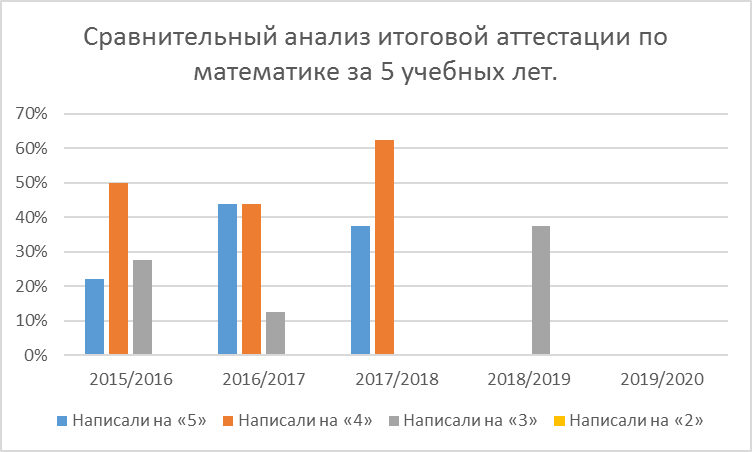 Сравнительный анализ итоговой аттестации по
математике за 5 учебных лет.
70%
60%
50%
40%
30%
20%
10%
0%
2015/2016 2016/2017 2017/2018 2018/2019 2019/2020
Написали на «5» Написали на «4» Написали на «3» Написали на «2»